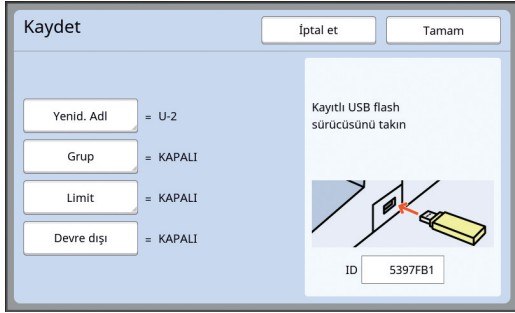 Kaydet
İptal et
Tamam
Yenid. Adl = U-2
Grup = KAPALI
Limit = KAPALI
Devre dışı = KAPALI
Kayıtlı USB flash
sürücüsünü takın
ID 5397FB1